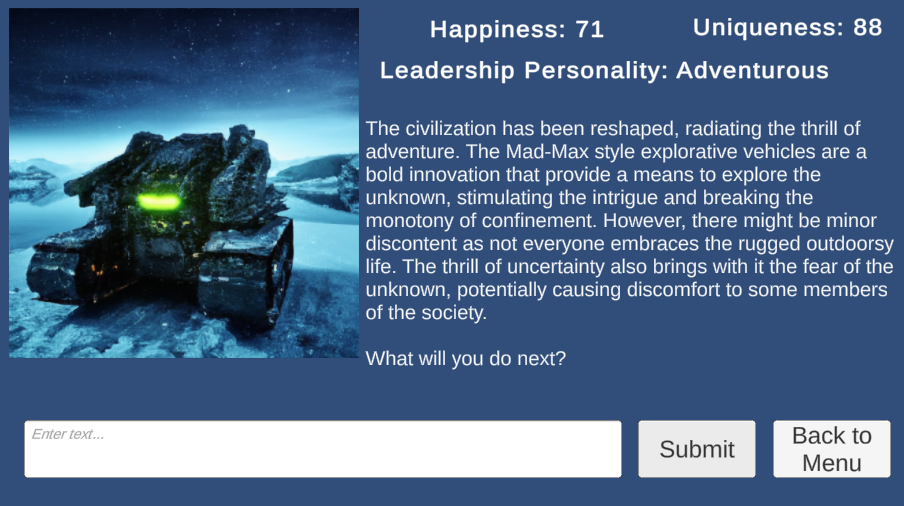 Happiness: 71
Uniqueness: 88
Leadership Personality: Adventurous
The civilization has been reshaped, radiating the thrill of
adventure. The Mad-Max style explorative vehicles are a
bold innovation that provide a means to explore the
unknown, stimulating the intrigue and breaking the
monotony of confinement. However, there might be minor
discontent as not everyone embraces the rugged outdoorsy
life. The thrill of uncertainty also brings with it the fear of the
unknown, potentially causing discomfort to some members
of the society.
What will you do next?
Enter text...
Submit
Back to
Menu